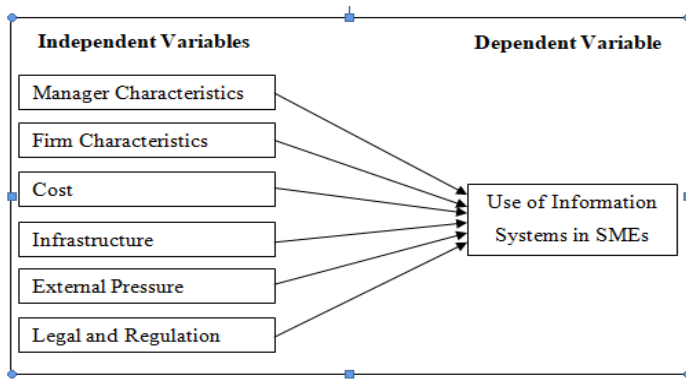 Independent Variables
Dependent Variable
Manager Characteristics
Firm Characteristics
Cost
Infrastructure
External Pressure
Legal and Regulation
Use of Information
Systems in SMEs